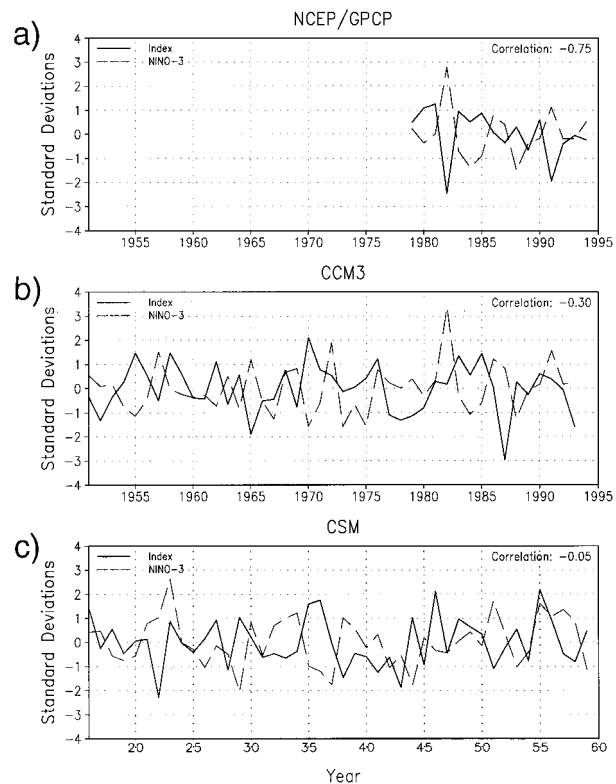 a)
NCEP/GPCP
Standard Deviations
4
3
2
1
0
-1
-2
-3
-4
Index
NINO-3
Correlation: -0.75
1955 1960 1965 1970 1975 1980 1985 1990 1995
b)
CCM3
Standard Deviations
4
3
2
1
0
-1
-2
-3
-4
Index
NINO-3
Correlation: -0.30
1955 1960 1965 1970 1975 1980 1985 1990 1995
c)
CSM
Standard Deviations
4
3
2
1
0
-1
-2
-3
-4
Index
NINO-3
Correlation: -0.05
20 25 30 35 40 45 50 55 60
Year